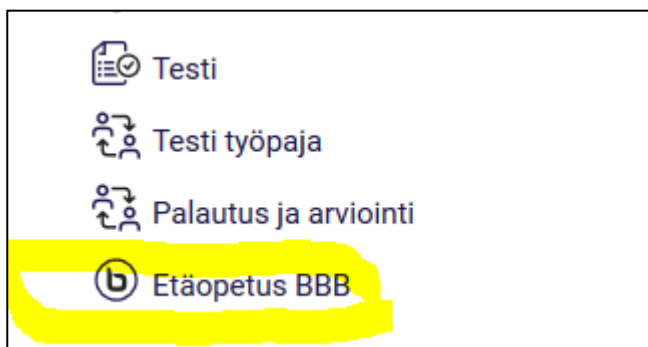 Testi
Testi työpaja
Palautus ja arviointi
Etäopetus BBB